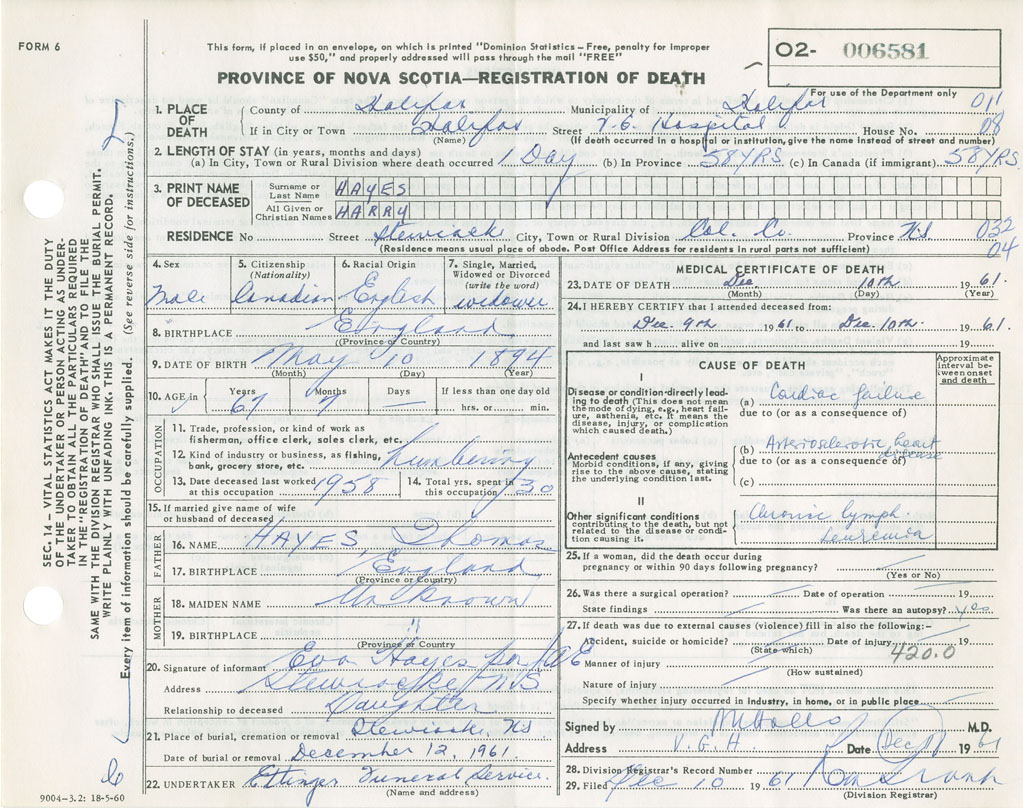 FORM 6
This form, if placed in an envelope, on which is printed "Dominion Statistics - Free, penalty for improper
use $50," and properly addressed will pass through the mail "FREE"
PROVINCE OF NOVA SCOTIA—REGISTRATION OF DEATH
O2- 006581
For use of the Department only
1. PLACE OF DEATH
County of Halifax Municipality of Halifax 011
If in City or Town Halifax Street V.G. Hospital House No. 08
(Name) (If death occurred in a hospital or institution, give the name instead of street and number)
2. LENGTH OF STAY (in years, months and days)
(a) In City, Town or Rural Division where death occurred 1 Day (b) In Province 58 YRS (c) In Canada (if immigrant) 58 YRS
3. PRINT NAME OF DECEASED
Surname or Last Name HAYES
All Given or Christian Names HARRY
RESIDENCE No Street Stewiacke City, Town or Rural Division Col. Co. Province NS 032
(Residence means usual place of abode. Post Office Address for residents in rural parts not sufficient) 04
4. Sex Male
5. Citizenship (Nationality) Canadian
6. Racial Origin English
7. Single, Married, Widowed or Divorced (write the word) widower
8. BIRTHPLACE England
(Province or Country)
9. DATE OF BIRTH May 10 1894
(Month) (Day) (Year)
10. AGE in Years 67 Months 7 Days — If less than one day old
hrs. or min.
OCCUPATION
11. Trade, profession, or kind of work as
fisherman, office clerk, sales clerk, etc.
12. Kind of industry or business, as fishing,
bank, grocery store, etc. Lumbering
13. Date deceased last worked at this occupation 1958
14. Total yrs. spent in this occupation 30
15. If married give name of wife
or husband of deceased
FATHER
16. NAME HAYES Thomas
17. BIRTHPLACE England
(Province or Country)
MOTHER
18. MAIDEN NAME Unknown
19. BIRTHPLACE "
(Province or Country)
20. Signature of informant Eva Hayes per
Address Stewiacke NS
Relationship to deceased Daughter
21. Place of burial, cremation or removal Stewiacke, NS
Date of burial or removal December 12, 1961
22. UNDERTAKER Ettinger Funeral Service.
(Name and address)
9004-3.2: 18-5-60
MEDICAL CERTIFICATE OF DEATH
23. DATE OF DEATH Dec. 10th 1961.
(Month) (Day) (Year)
24. I HEREBY CERTIFY that I attended deceased from:
Dec. 9th 1961 to Dec. 10th. 1961.
and last saw h alive on 19
CAUSE OF DEATH
Approximate interval between onset and death
I
Disease or condition directly leading to death (This does not mean
the mode of dying, e.g., heart failure, asthenia, etc. It means the
disease, injury, or complication
which caused death.)
(a) Cardiac failure
due to (or as a consequence of)
Antecedent causes
Morbid conditions, if any, giving
rise to the above cause, stating
the underlying condition last
(b) Arteriosclerotic heart disease
due to (or as a consequence of)
(c)
II
Other significant conditions
contributing to the death, but not
related to the disease or condition causing it.
Chronic Lymph.
Leukemia
25. If a woman, did the death occur during
pregnancy or within 90 days following pregnancy?
(Yes or No)
26. Was there a surgical operation? Date of operation 19
State findings Was there an autopsy? yes
27. If death was due to external causes (violence) fill in also the following:-
Accident, suicide or homicide? Date of injury 19
(State which) 420.0
Manner of injury
(How sustained)
Nature of injury
Specify whether injury occurred in Industry, in home, or in public place
Signed by M.D.
Address V.G.H. Date Dec 1961
28. Division Registrar's Record Number
29. Filed Dec 10 1961
(Division Registrar)
SEC. 14 – VITAL STATISTICS ACT MAKES IT THE DUTY
OF THE UNDERTAKER OR PERSON ACTING AS UNDER-
TAKER TO OBTAIN ALL THE PARTICULARS REQUIRED
IN THE "REGISTRATION OF DEATH" AND TO FILE THE
SAME WITH THE DIVISION REGISTRAR WHO SHALL ISSUE THE BURIAL PERMIT.
WRITE PLAINLY WITH UNFADING INK. THIS IS A PERMANENT RECORD.
Every item of information should be carefully supplied. (See reverse side for instructions.)